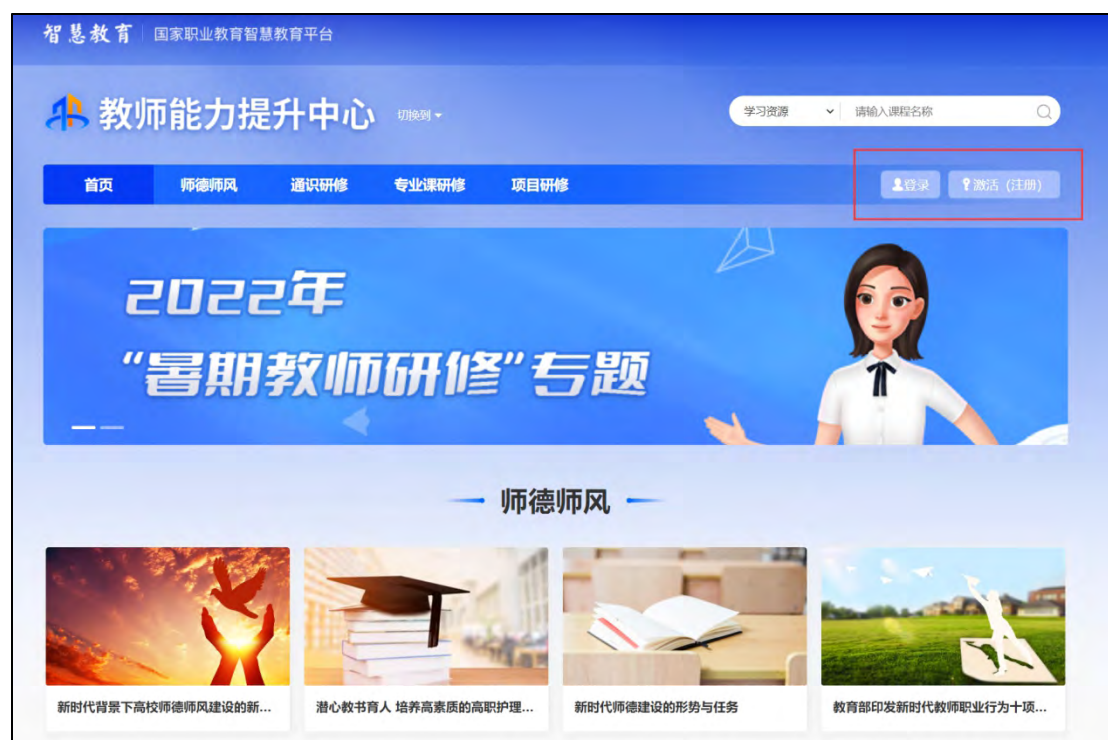 智慧教育 国家职业教育智慧教育平台
教师能力提升中心 切换到
学习资源 请输入课程名称
首页 师德师风 通识研修 专业课研修 项目研修 登录 激活（注册）
2022年
“暑期教师研修”专题
师德师风
新时代背景下高校师德师风建设的新...
潜心教书育人 培养高素质的高职护理...
新时代师德建设的形势与任务
教育部印发新时代教师职业行为十项...